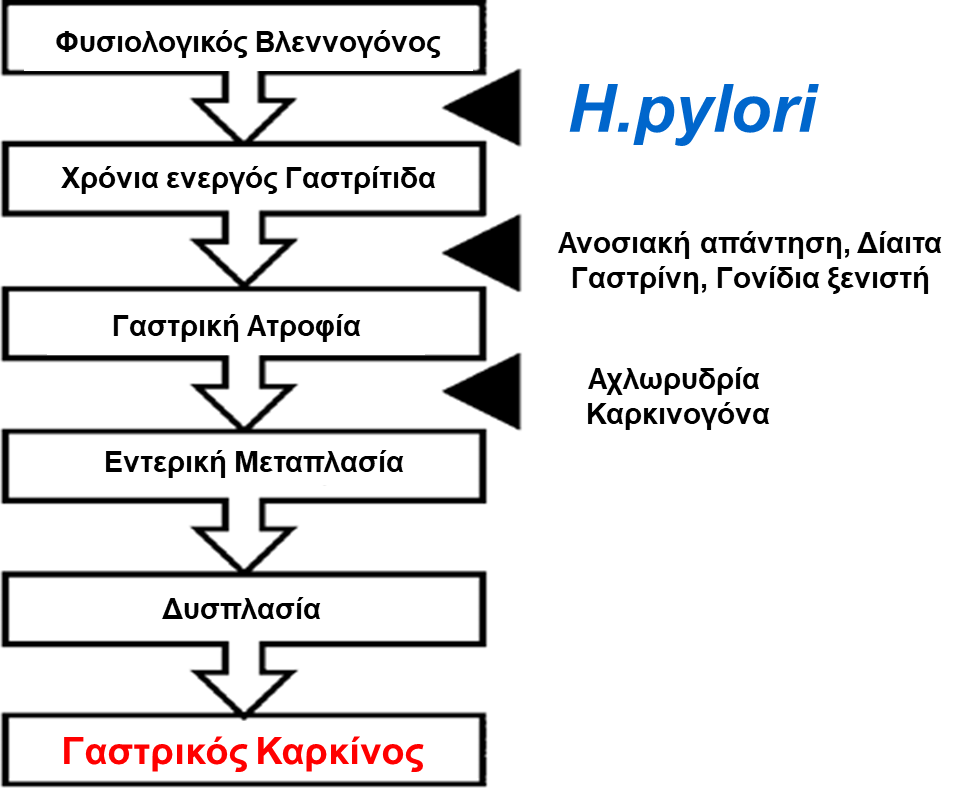 Φυσιολογικός Βλεννογόνος
H.pylori
Χρόνια ενεργός Γαστρίτιδα
Ανοσιακή απάντηση, Δίαιτα
Γαστρίνη, Γονίδια ξενιστή
Γαστρική Ατροφία
Αχλωρυδρία
Καρκινογόνα
Εντερική Μεταπλασία
Δυσπλασία
Γαστρικός Καρκίνος